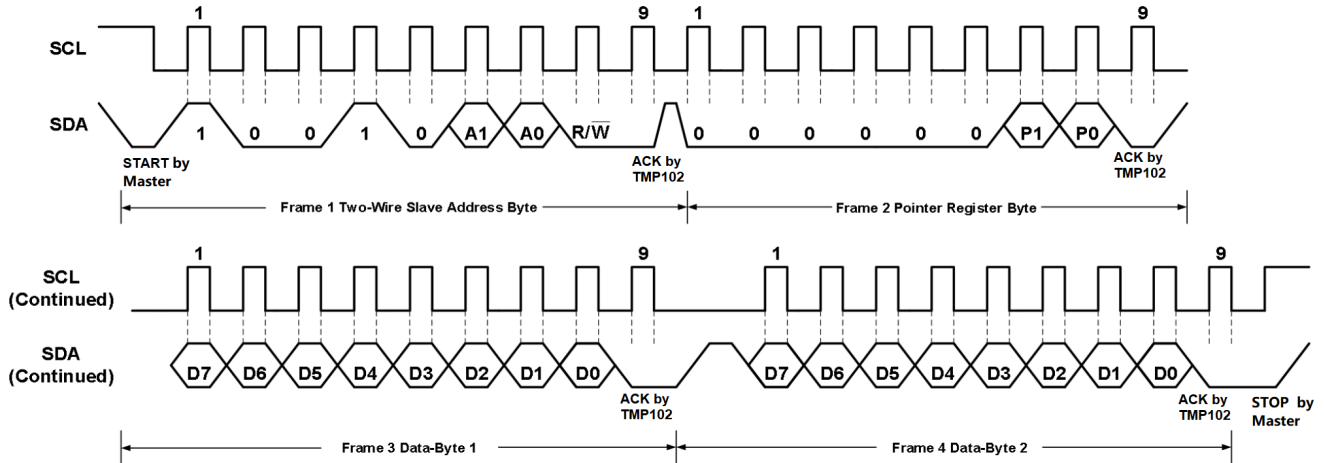 1 9 1 9
SCL
SDA
1 0 0 1 0 A1 A0 R/W̅ 0 0 0 0 0 0 P1 P0
START by
Master
ACK by
TMP102
ACK by
TMP102
Frame 1 Two-Wire Slave Address Byte
Frame 2 Pointer Register Byte
1 9 1 9
SCL
(Continued)
SDA
(Continued)
D7 D6 D5 D4 D3 D2 D1 D0 D7 D6 D5 D4 D3 D2 D1 D0
ACK by
TMP102
ACK by
TMP102
STOP by
Master
Frame 3 Data-Byte 1
Frame 4 Data-Byte 2